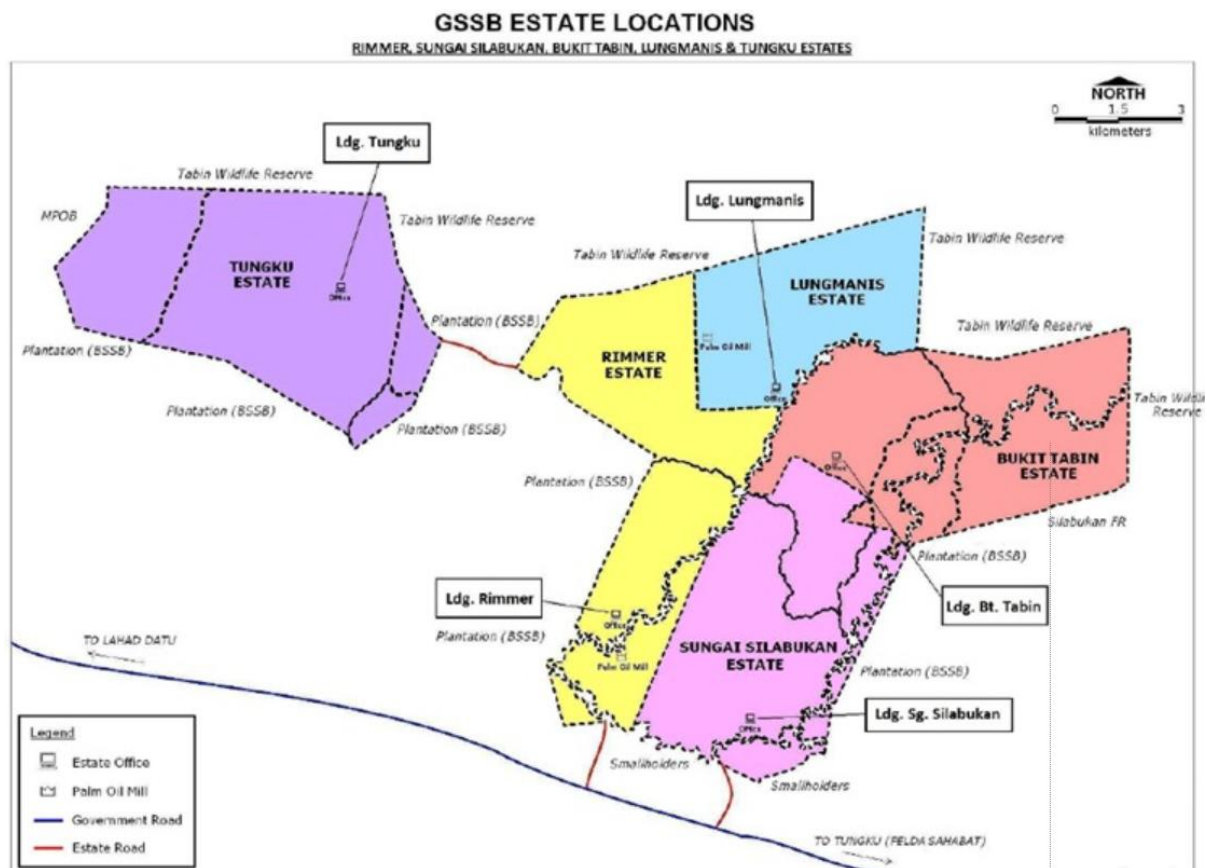 GSSB ESTATE LOCATIONS
RIMMER, SUNGAI SILABUKAN, BUKIT TABIN, LUNGMANIS & TUNGKU ESTATES
NORTH
0 1.5 3
kilometers
Ldg. Tungku
Tabin Wildlife Reserve
MPOB
Tabin Wildlife Reserve
TUNGKU
ESTATE
Office
Plantation (BSSB)
Plantation (BSSB)
Plantation (BSSB)
Plantation (BSSB)
Ldg. Lungmanis
Tabin Wildlife Reserve
Tabin Wildlife Reserve
LUNGMANIS
ESTATE
Palm Oil Mill
Office
RIMMER
ESTATE
Tabin Wildlife Reserve
Tabin Wildlife
Reserve
BUKIT TABIN
ESTATE
Office
Silabukan FR
Plantation (BSSB)
Plantation (BSSB)
Ldg. Bt. Tabin
Ldg. Rimmer
Office
Plantation (BSSB)
Palm Oil Mill
SUNGAI SILABUKAN
ESTATE
Plantation (BSSB)
Ldg. Sg. Silabukan
Office
Smallholders
Smallholders
TO LAHAD DATU
TO TUNGKU (FELDA SAHABAT)
Legend
Estate Office
Palm Oil Mill
Government Road
Estate Road